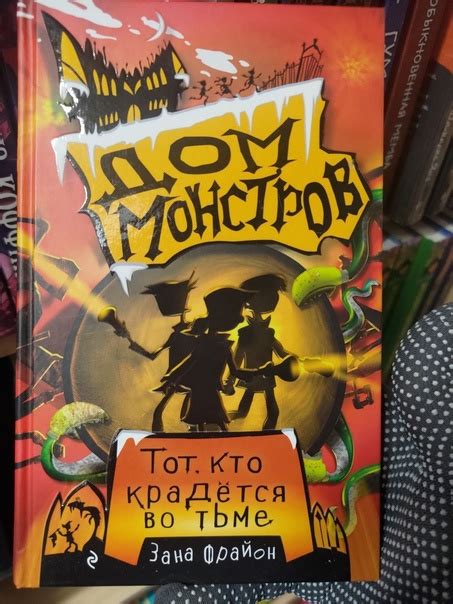 ДОМ
МОНСТРОВ
Тот, кто
крадётся
во тьме
Зана Фрайон